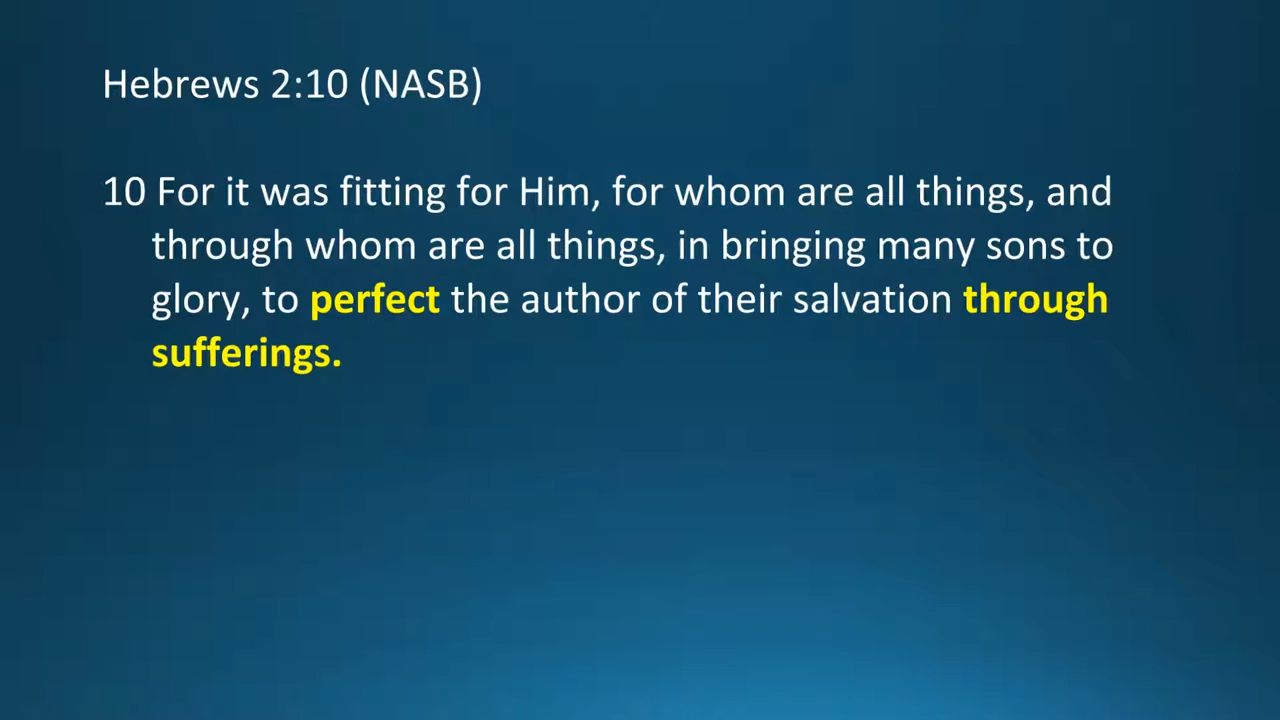 Hebrews 2:10 (NASB)
10 For it was fitting for Him, for whom are all things, and
through whom are all things, in bringing many sons to
glory, to perfect the author of their salvation through
sufferings.